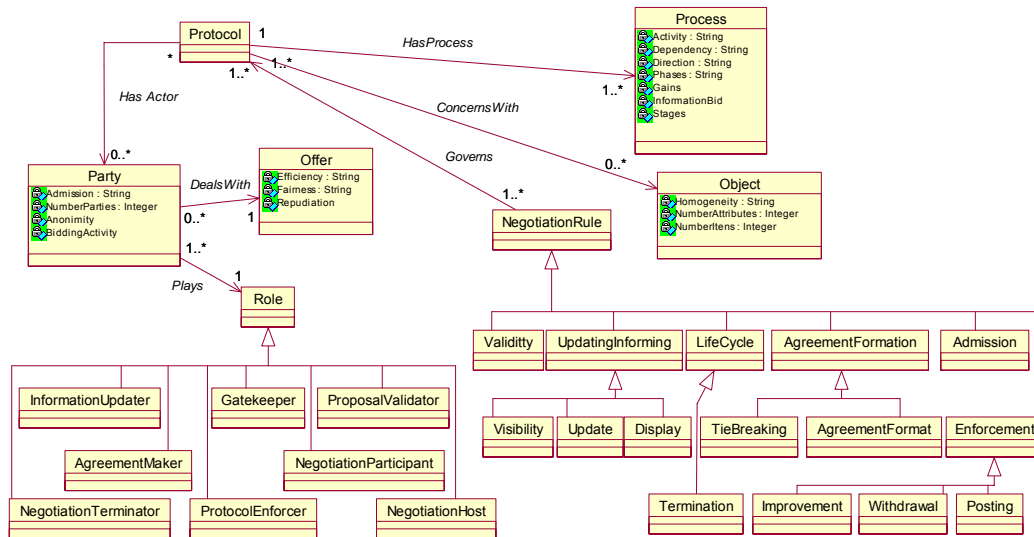 Process
Protocol
1
HasProcess
Activity : String
Dependency : String
Direction : String
Phases : String
Gains
InformationBid
Stages
*
1..*
1..*
1..*
Has Actor
ConcernsWith
Governs
0..*
0..*
Party
Admission : String
NumberParties : Integer
Anonimity
BiddingActivity
DealsWith
0..*
1
Offer
Efficiency : String
Fairness : String
Repudiation
Object
Homogeneity : String
NumberAttributes : Integer
NumberItens : Integer
1..*
NegotiationRule
1..*
Plays
1
Role
Validitty
UpdatingInforming
LifeCycle
AgreementFormation
Admission
InformationUpdater
Gatekeeper
ProposalValidator
Visibility
Update
Display
TieBreaking
AgreementFormat
Enforcement
AgreementMaker
NegotiationParticipant
NegotiationTerminator
ProtocolEnforcer
NegotiationHost
Termination
Improvement
Withdrawal
Posting